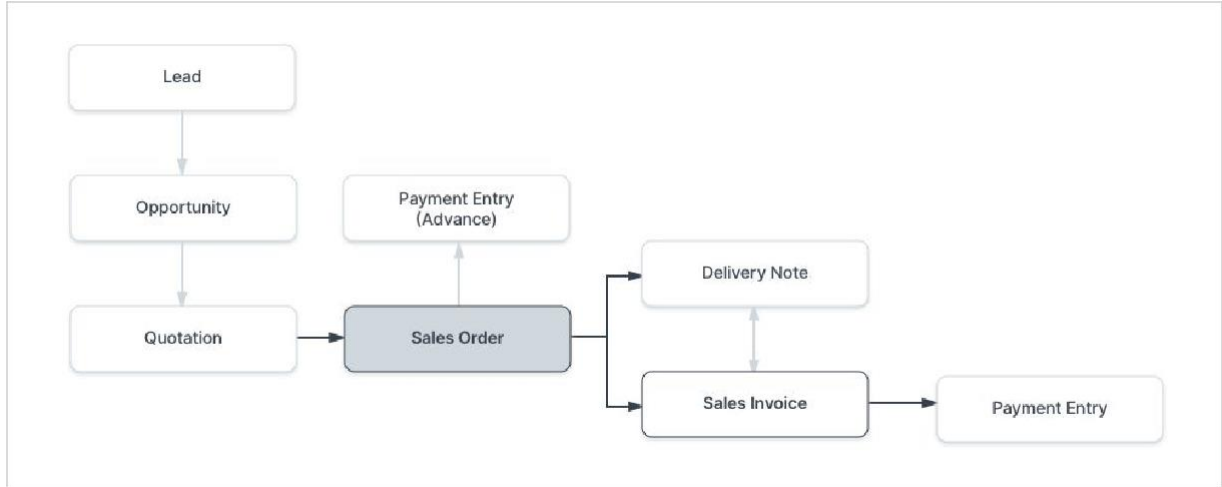 Lead
Opportunity
Payment Entry
(Advance)
Delivery Note
Quotation
Sales Order
Sales Invoice
Payment Entry